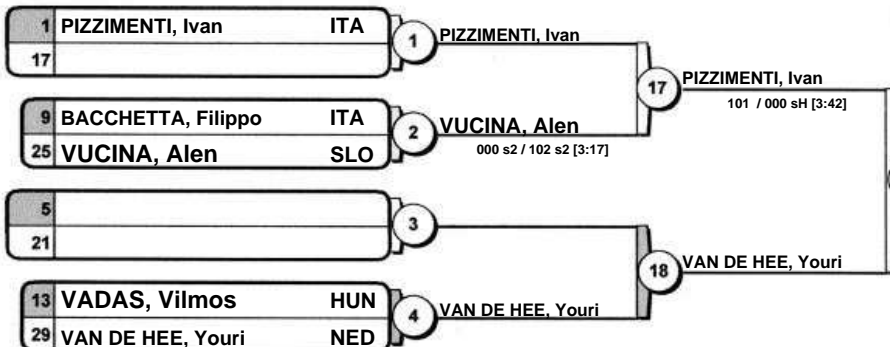 1 PIZZIMENTI, Ivan ITA
17
1
PIZZIMENTI, Ivan
9 BACCHETTA, Filippo ITA
25 VUCINA, Alen SLO
2
VUCINA, Alen
000 s2 / 102 s2 [3:17]
17
PIZZIMENTI, Ivan
101 / 000 sH [3:42]
5
21
3
13 VADAS, Vilmos HUN
29 VAN DE HEE, Youri NED
4
VAN DE HEE, Youri
18
VAN DE HEE, Youri